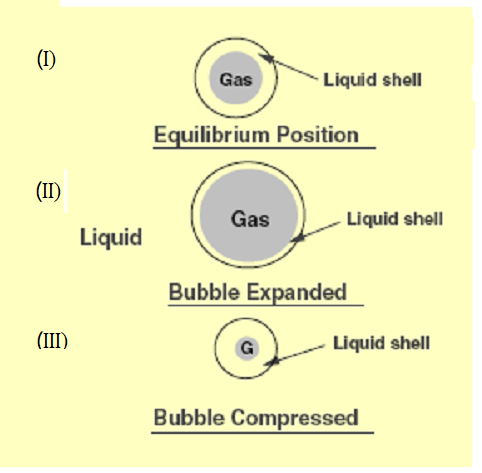 (I)
Gas
Liquid shell
Equilibrium Position
(II)
Gas
Liquid shell
Liquid
Bubble Expanded
(III)
G
Liquid shell
Bubble Compressed